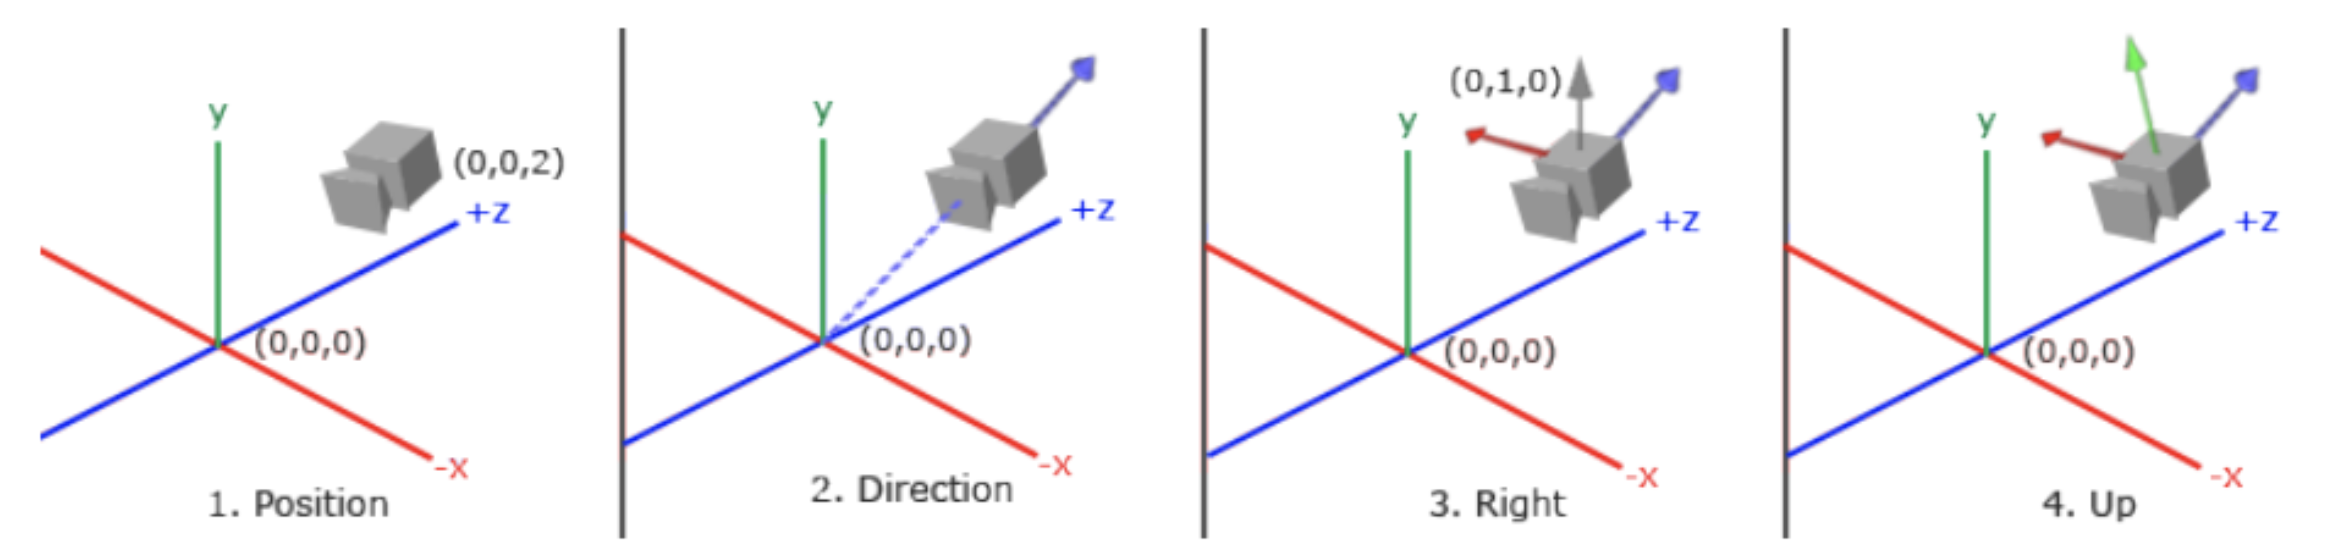 y
(0,0,2)
+z
(0,0,0)
-x
1. Position
y
+z
(0,0,0)
-x
2. Direction
(0,1,0)
y
+z
(0,0,0)
-x
3. Right
y
+z
(0,0,0)
-x
4. Up